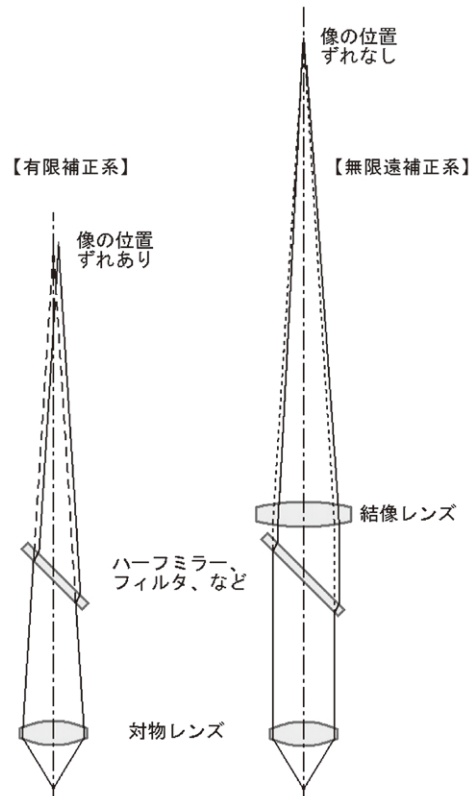 像の位置
ずれなし
【有限補正系】
【無限遠補正系】
像の位置
ずれあり
結像レンズ
ハーフミラー、
フィルタ、など
対物レンズ